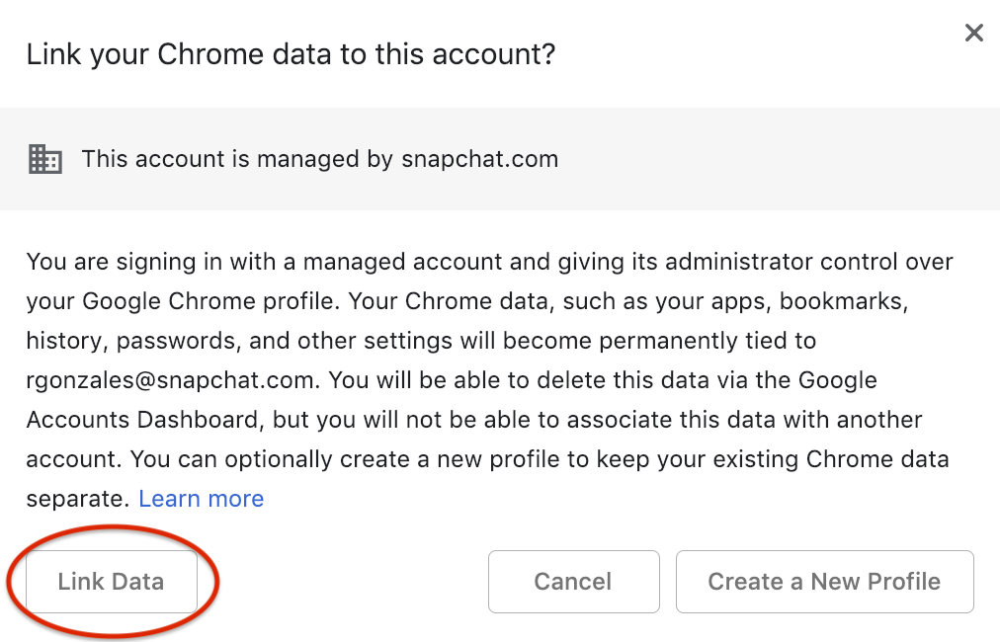 Link your Chrome data to this account?
This account is managed by snapchat.com
You are signing in with a managed account and giving its administrator control over
your Google Chrome profile. Your Chrome data, such as your apps, bookmarks,
history, passwords, and other settings will become permanently tied to
rgonzales@snapchat.com. You will be able to delete this data via the Google
Accounts Dashboard, but you will not be able to associate this data with another
account. You can optionally create a new profile to keep your existing Chrome data
separate. Learn more
Link Data
Cancel
Create a New Profile